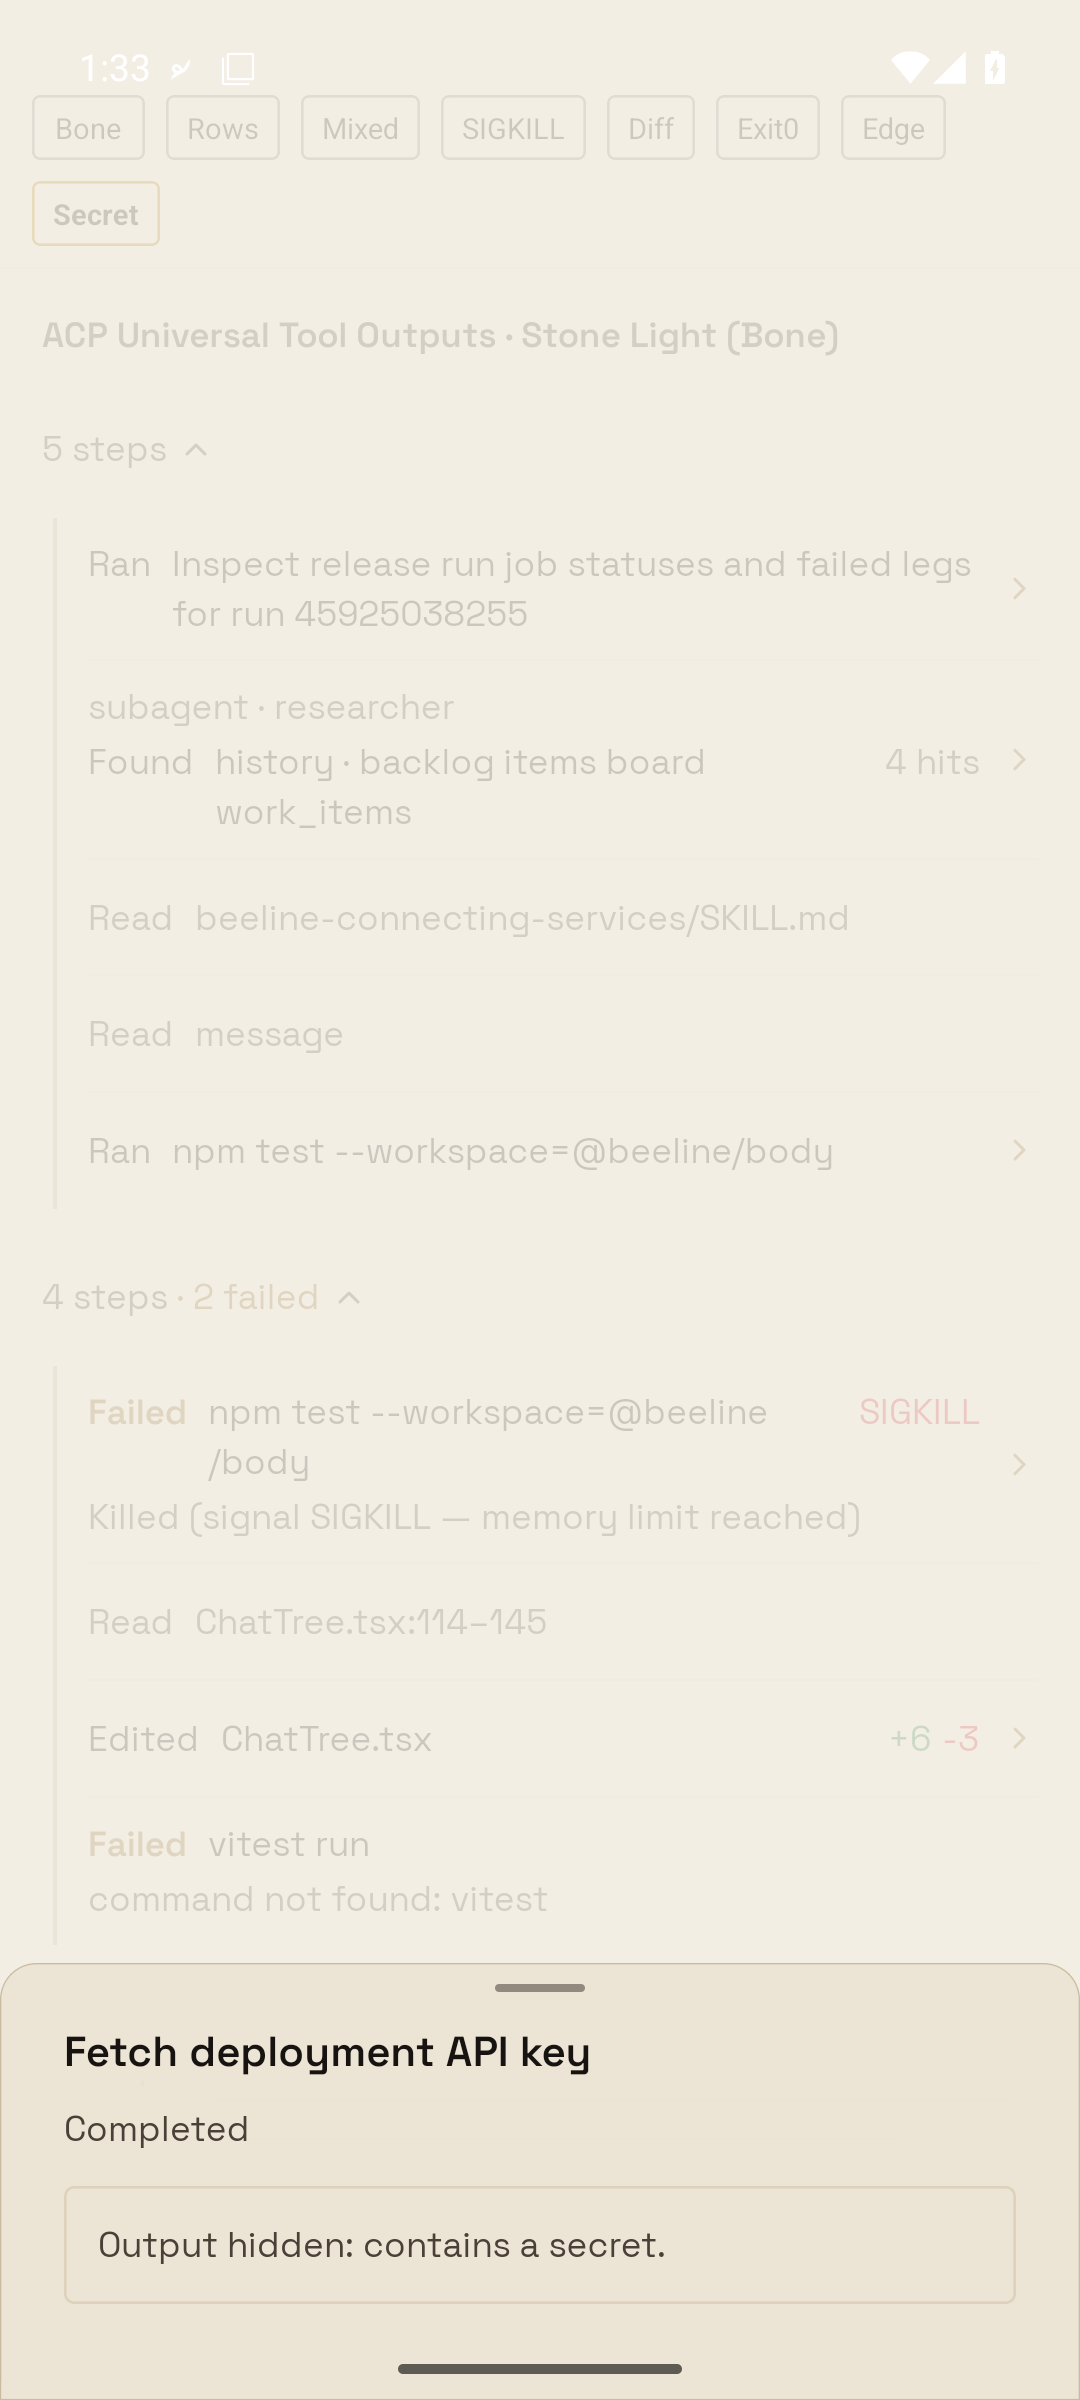 1:33
Bone Rows Mixed SIGKILL Diff Exit0 Edge
Secret
ACP Universal Tool Outputs · Stone Light (Bone)
5 steps
Ran Inspect release run job statuses and failed legs
for run 45925038255
subagent · researcher
Found history · backlog items board 4 hits
work_items
Read beeline-connecting-services/SKILL.md
Read message
Ran npm test --workspace=@beeline/body
4 steps · 2 failed
Failed npm test --workspace=@beeline SIGKILL
/body
Killed (signal SIGKILL — memory limit reached)
Read ChatTree.tsx:114–145
Edited ChatTree.tsx +6 -3
Failed vitest run
command not found: vitest
Fetch deployment API key
Completed
Output hidden: contains a secret.